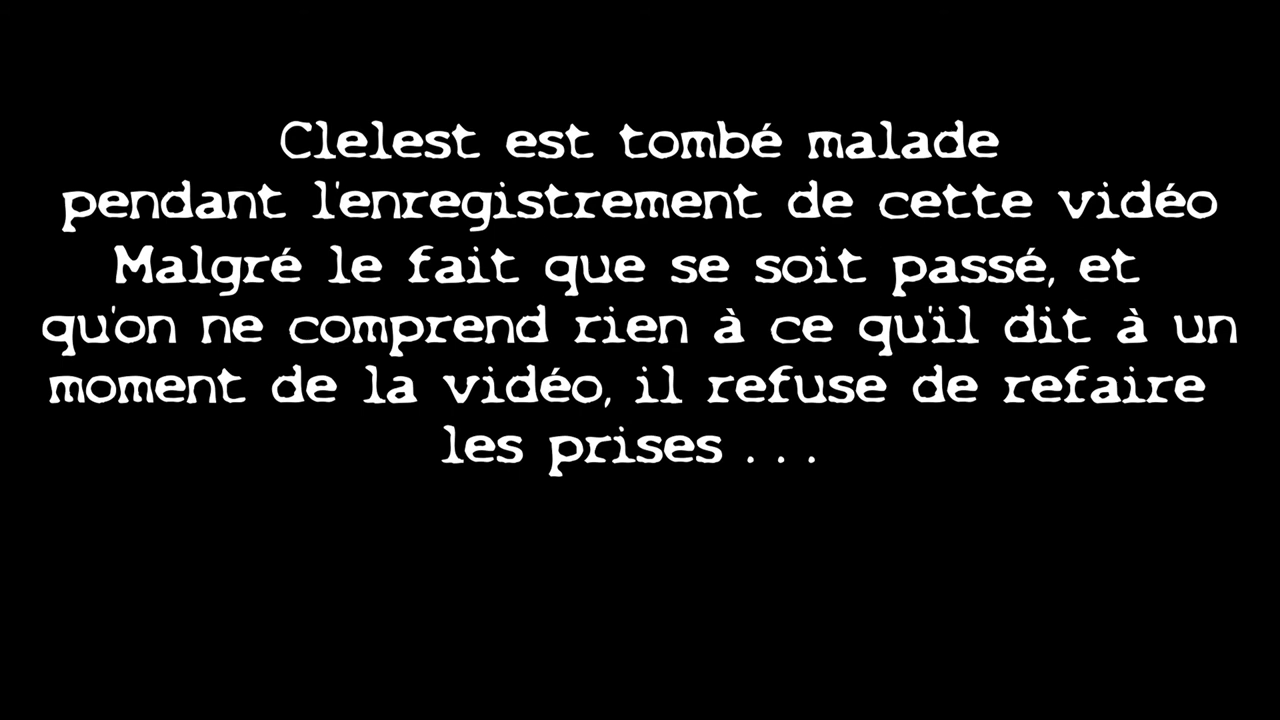 Clelest est tombé malade
pendant l'enregistrement de cette vidéo
Malgré le fait que se soit passé, et
qu'on ne comprend rien à ce qu'il dit à un
moment de la vidéo, il refuse de refaire
les prises . . .